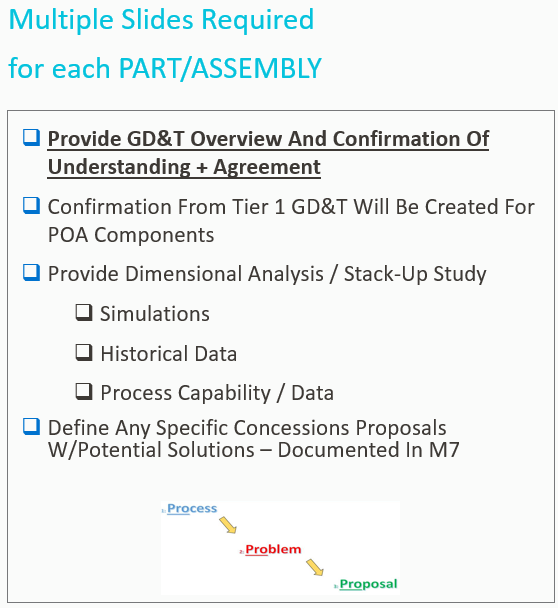 Multiple Slides Required
for each PART/ASSEMBLY
Provide GD&T Overview And Confirmation Of
Understanding + Agreement
Confirmation From Tier 1 GD&T Will Be Created For
POA Components
Provide Dimensional Analysis / Stack-Up Study
Simulations
Historical Data
Process Capability / Data
Define Any Specific Concessions Proposals
W/Potential Solutions – Documented In M7
Process
Problem
Proposal